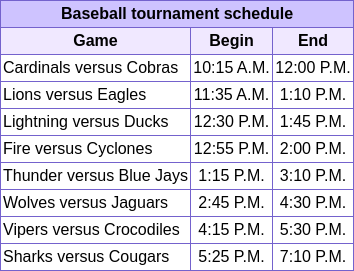 Baseball tournament schedule
Game Begin End
Cardinals versus Cobras 10:15 A.M. 12:00 P.M.
Lions versus Eagles 11:35 A.M. 1:10 P.M.
Lightning versus Ducks 12:30 P.M. 1:45 P.M.
Fire versus Cyclones 12:55 P.M. 2:00 P.M.
Thunder versus Blue Jays 1:15 P.M. 3:10 P.M.
Wolves versus Jaguars 2:45 P.M. 4:30 P.M.
Vipers versus Crocodiles 4:15 P.M. 5:30 P.M.
Sharks versus Cougars 5:25 P.M. 7:10 P.M.